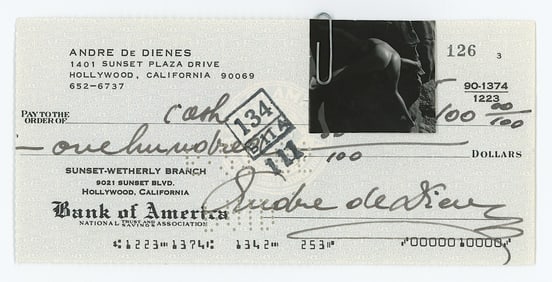 ANDRE DE DIENES
1401 SUNSET PLAZA DRIVE
HOLLYWOOD, CALIFORNIA 90069
652-6737
126 3
90-1374
1223
PAY TO THE
ORDER OF cash 100 00/100
one hundred 00/100 DOLLARS
134
111
SUNSET-WETHERLY BRANCH
9021 SUNSET BLVD.
HOLLYWOOD, CALIFORNIA
Bank of America
NATIONAL TRUST AND SAVINGS ASSOCIATION
Andre de Dienes
1223 1374 1342 253 0000010000